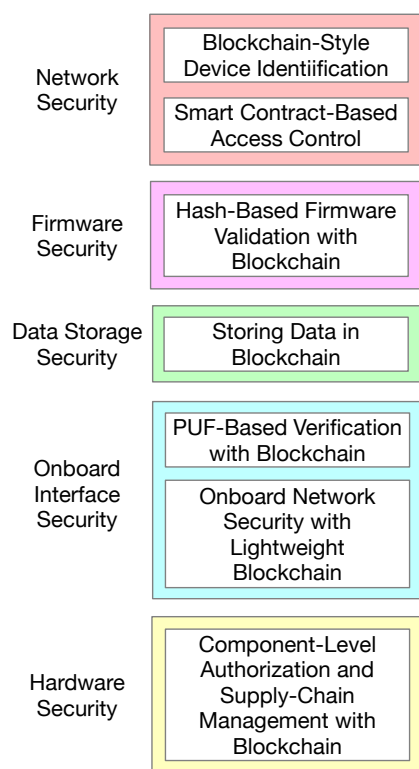 Network
Security
Blockchain-Style
Device Identiification
Smart Contract-Based
Access Control
Firmware
Security
Hash-Based Firmware
Validation with
Blockchain
Data Storage
Security
Storing Data in
Blockchain
Onboard
Interface
Security
PUF-Based Verification
with Blockchain
Onboard Network
Security with
Lightweight
Blockchain
Hardware
Security
Component-Level
Authorization and
Supply-Chain
Management with
Blockchain